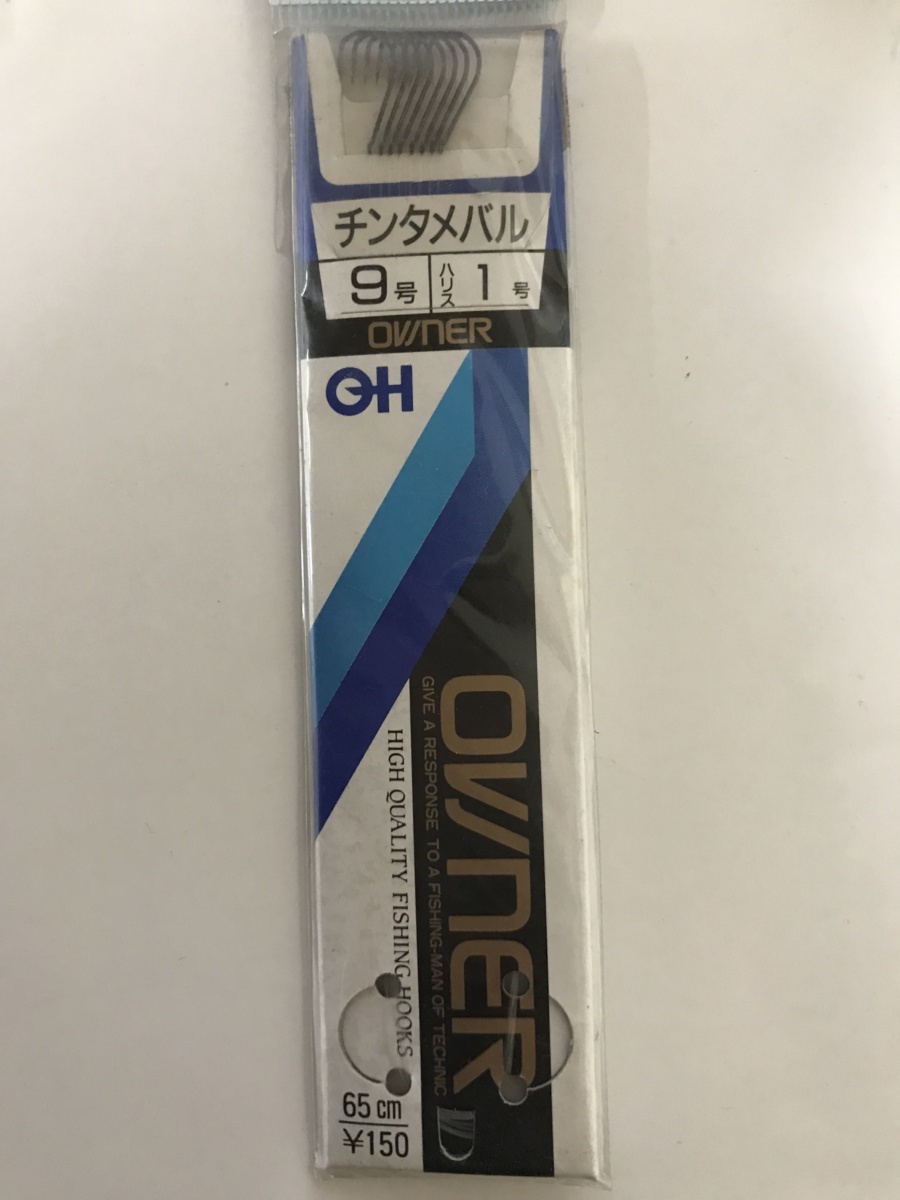 チンタメバル
9号 ハリス 1号
OWNER
OH
OWNER
GIVE A RESPONSE TO A FISHING-MAN OF TECHNIC
HIGH QUALITY FISHING HOOKS
65cm
¥150